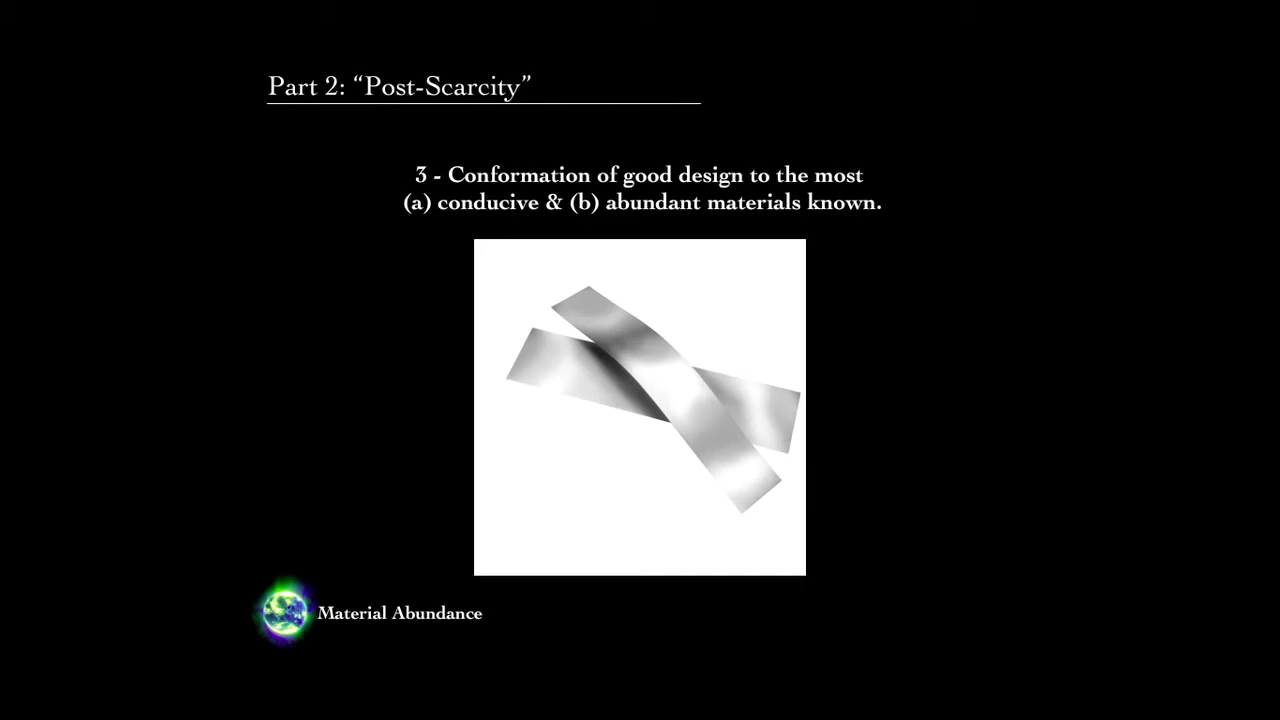 Part 2: “Post-Scarcity”
3 - Conformation of good design to the most
(a) conducive & (b) abundant materials known.
Material Abundance